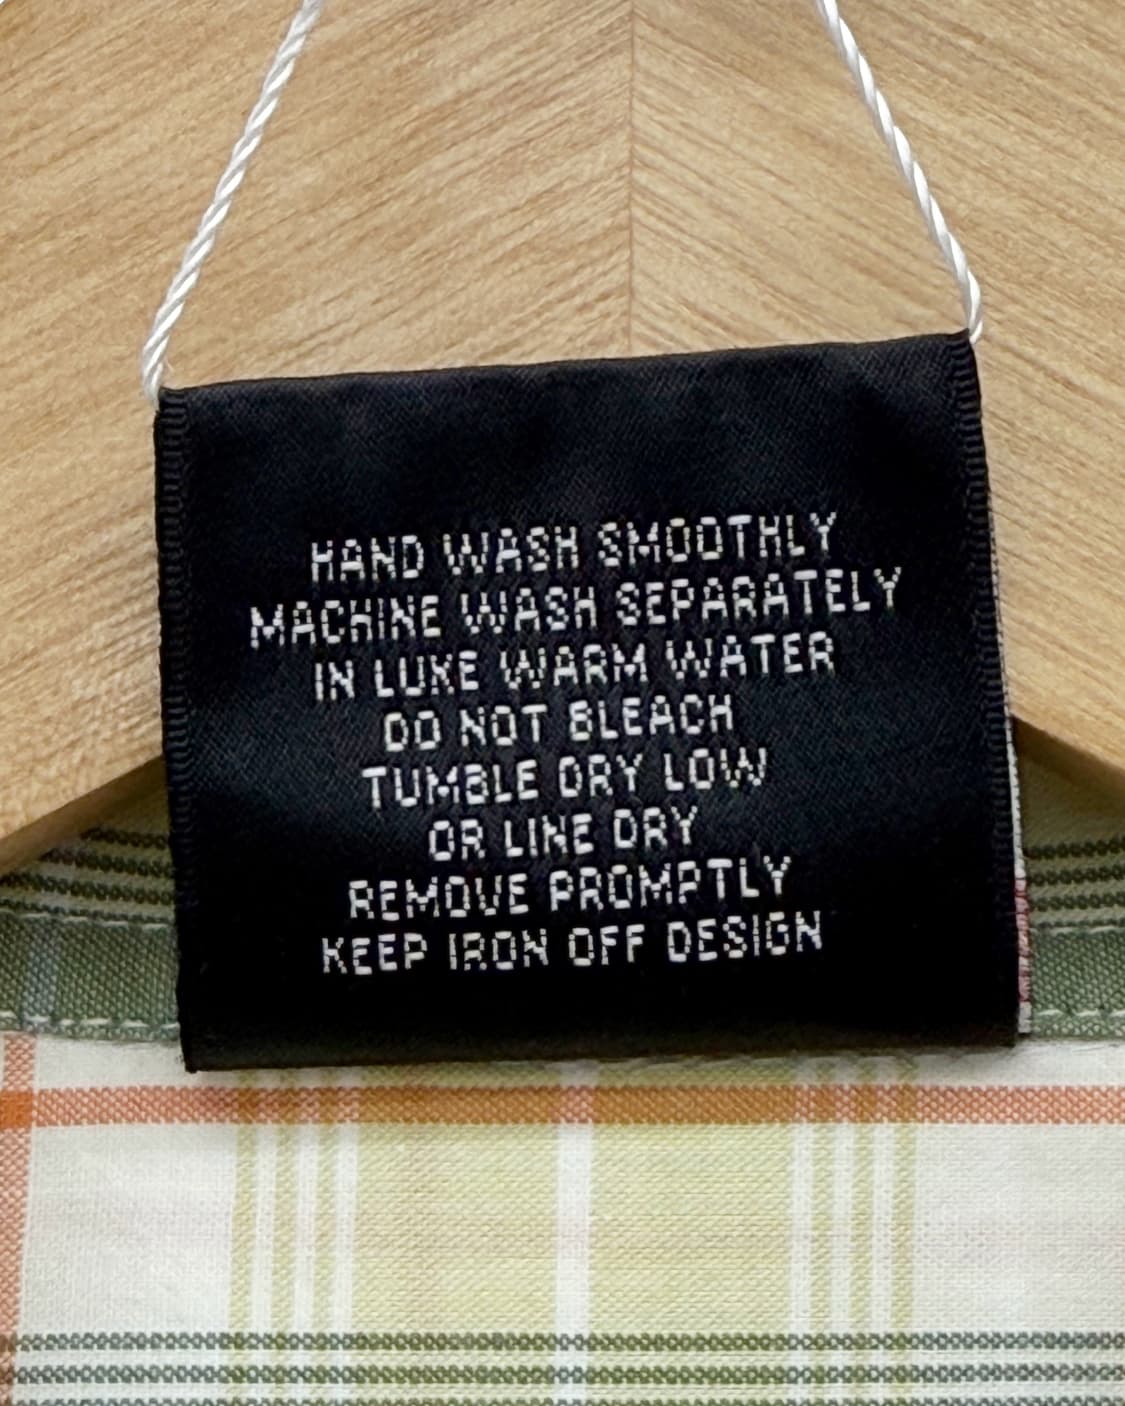 HAND WASH SMOOTHLY
MACHINE WASH SEPARATELY
IN LUKE WARM WATER
DO NOT BLEACH
TUMBLE DRY LOW
OR LINE DRY
REMOVE PROMPTLY
KEEP IRON OFF DESIGN